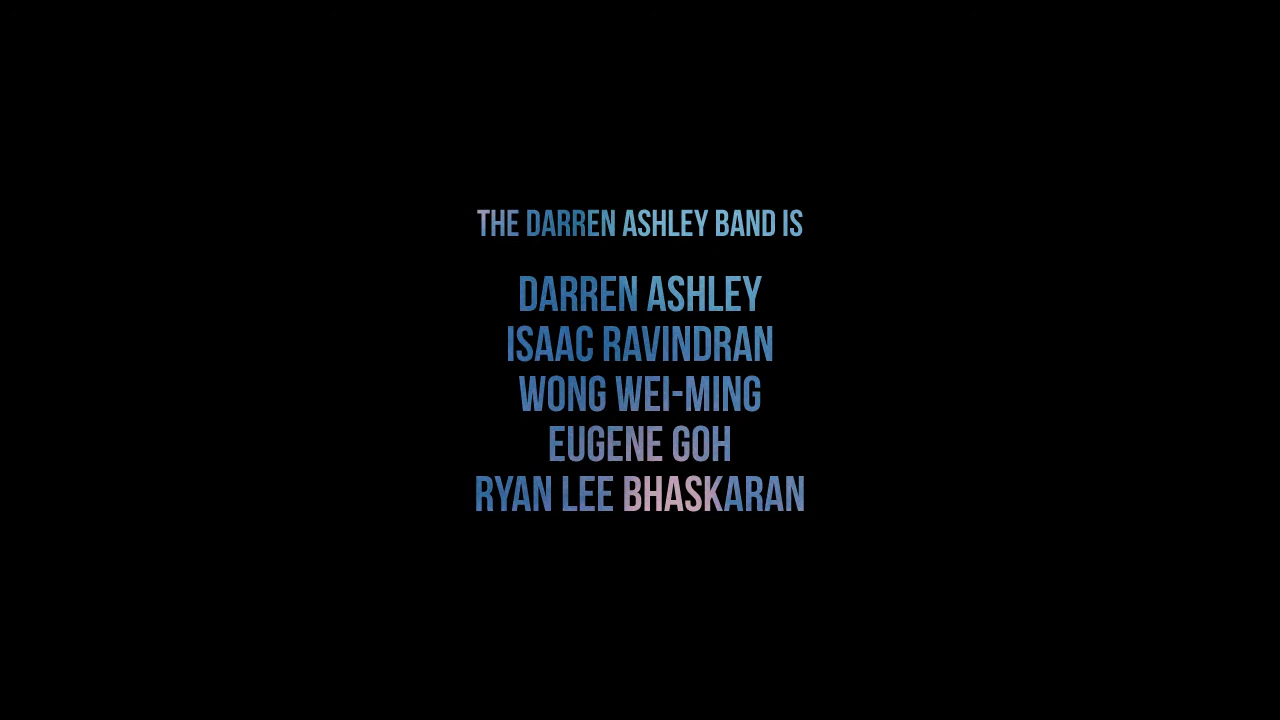 THE DARREN ASHLEY BAND IS
DARREN ASHLEY
ISAAC RAVINDRAN
WONG WEI-MING
EUGENE GOH
RYAN LEE BHASKARAN